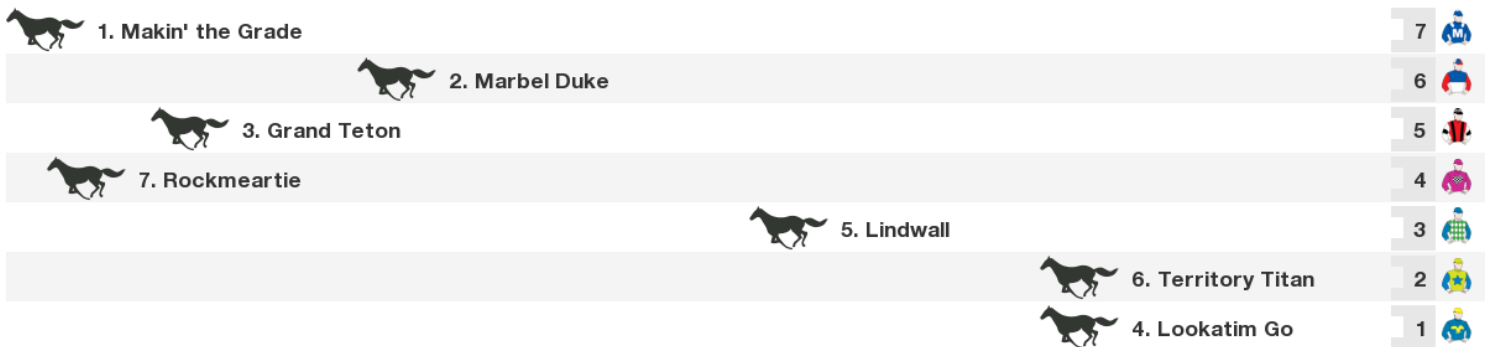 1. Makin' the Grade 7 M
2. Marbel Duke 6
3. Grand Teton 5
7. Rockmeartie 4
5. Lindwall 3
6. Territory Titan 2
4. Lookatim Go 1